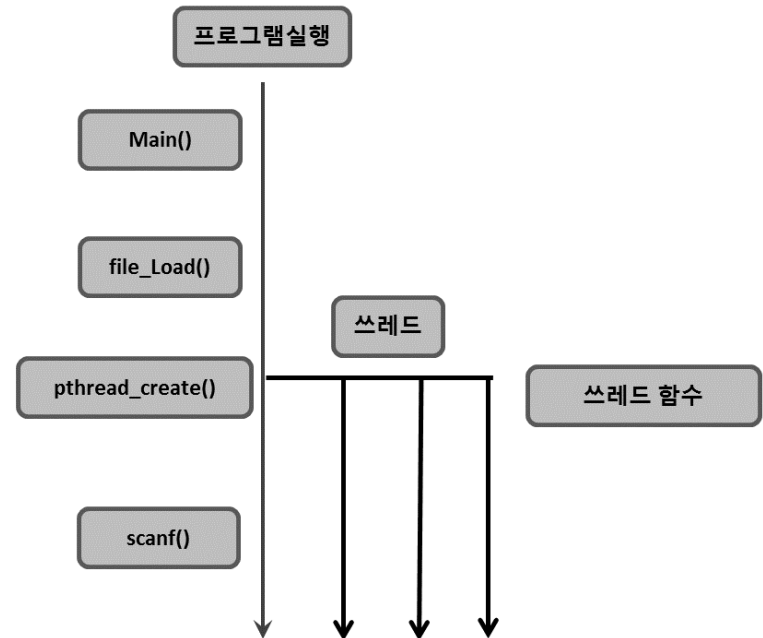 프로그램실행
Main()
file_Load()
쓰레드
pthread_create()
쓰레드 함수
scanf()